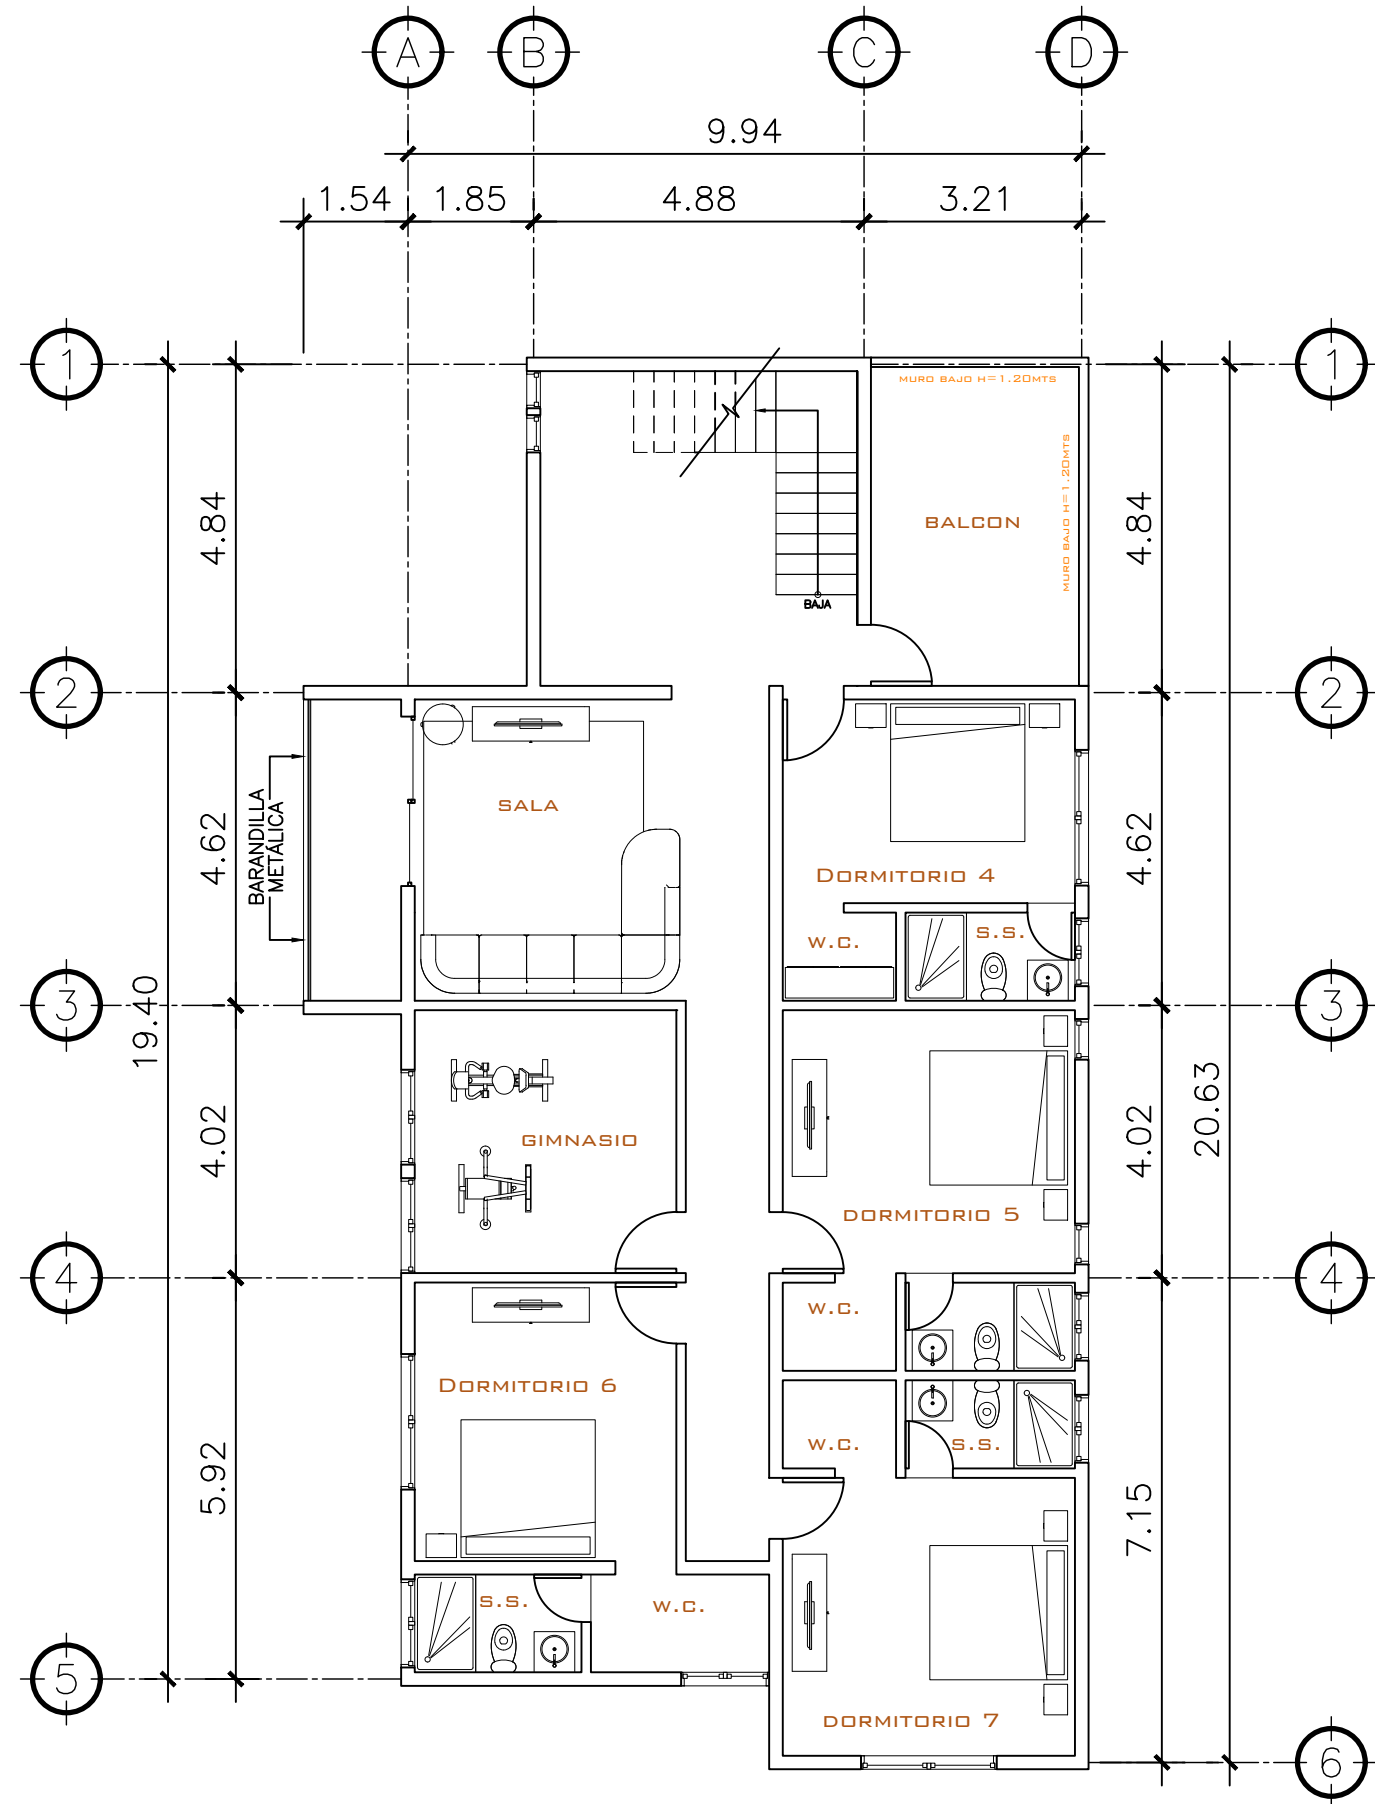 A B C D
9.94
1.54 1.85 4.88 3.21
1 1
MURO BAJO H=1.20MTS
MURO BAJO H=1.20MTS
4.84 BALCON 4.84
BAJA
2 2
SALA
BARANDILLA
METÁLICA
4.62 4.62
DORMITORIO 4
W.C. S.S.
3 3
19.40
20.63
4.02 GIMNASIO 4.02
DORMITORIO 5
4 4
W.C.
DORMITORIO 6
W.C. S.S.
5.92
7.15
S.S. W.C.
5
DORMITORIO 7
6